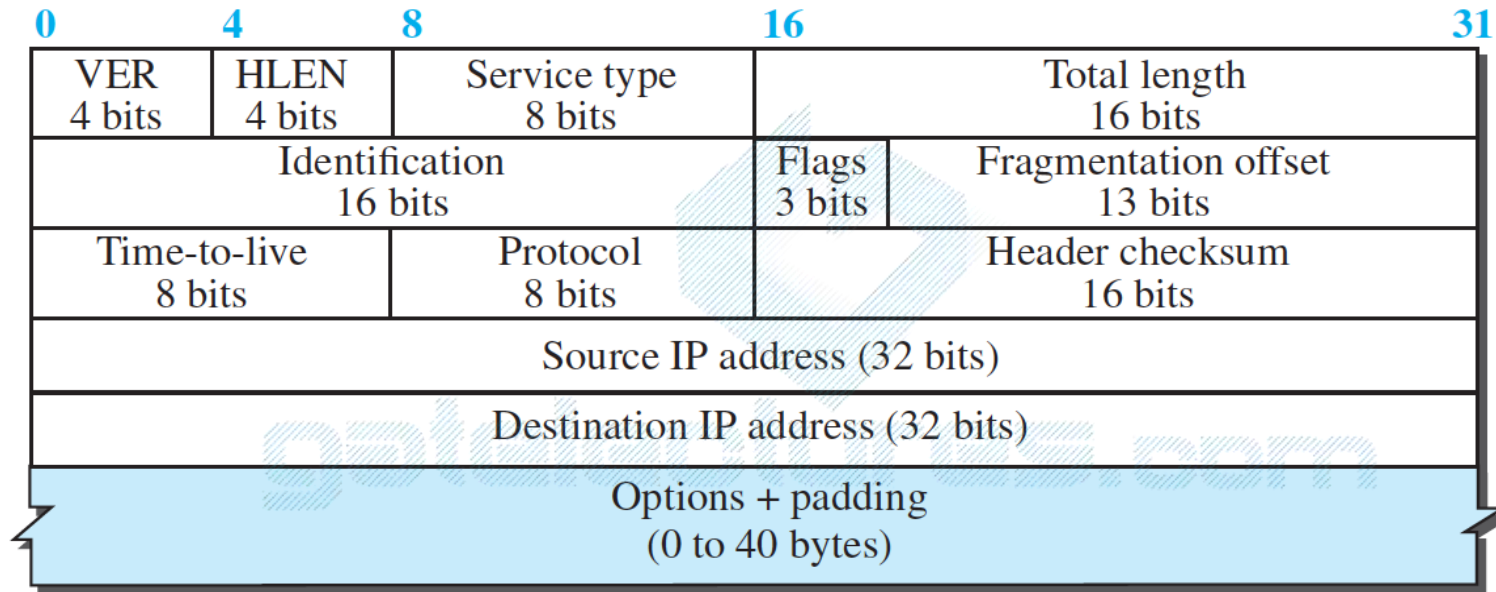 0 4 8 16 31
VER HLEN Service type Total length
4 bits 4 bits 8 bits 16 bits
Identification Flags Fragmentation offset
16 bits 3 bits 13 bits
Time-to-live Protocol Header checksum
8 bits 8 bits 16 bits
Source IP address (32 bits)
Destination IP address (32 bits)
gatelectures.com
Options + padding
(0 to 40 bytes)